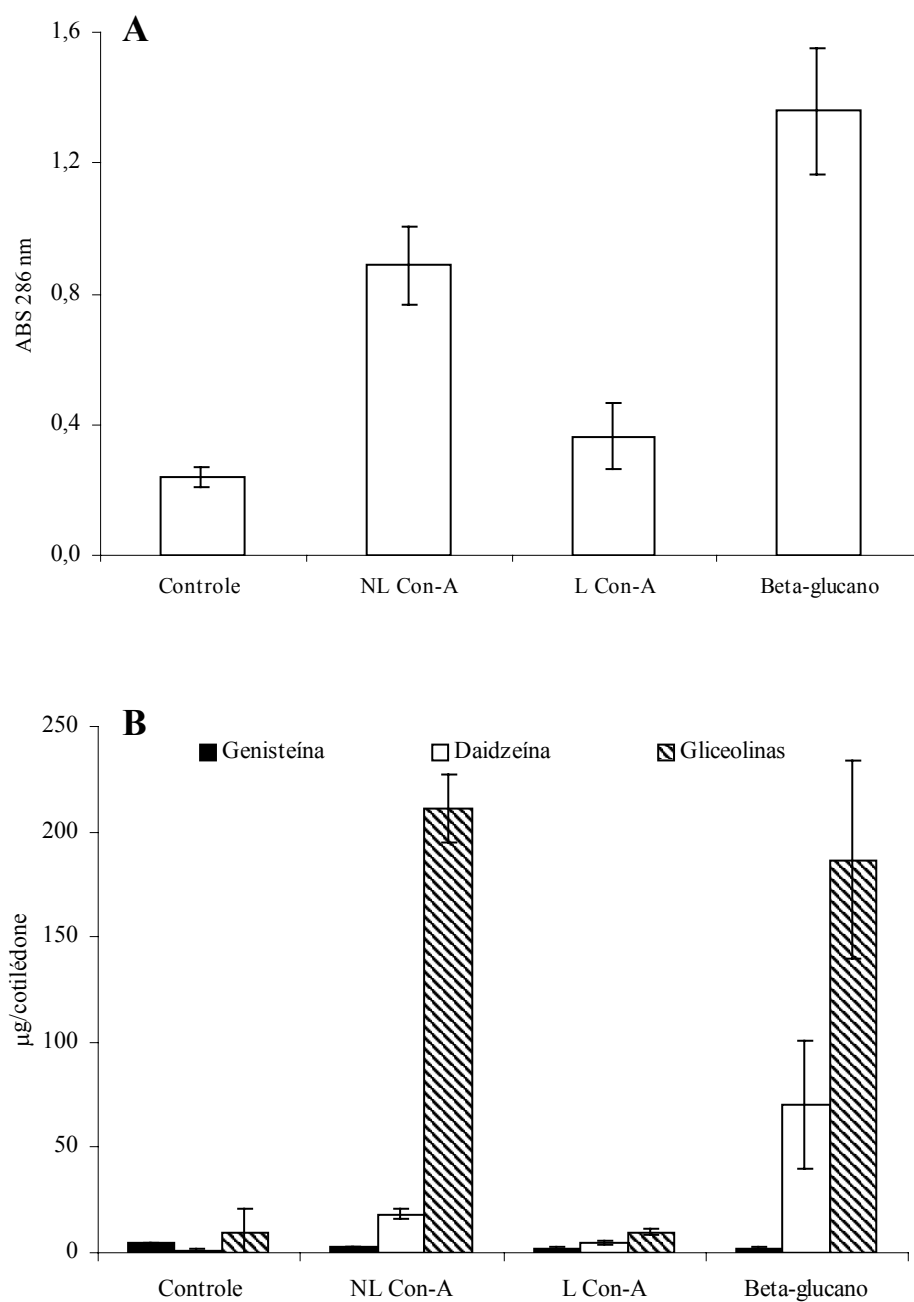 A
1,6
1,2
0,8
0,4
0,0
ABS 286 nm
Controle NL Con-A L Con-A Beta-glucano
B
250
200
150
100
50
0
µg/cotilédone
Genisteína Daidzeína Gliceolinas
Controle NL Con-A L Con-A Beta-glucano